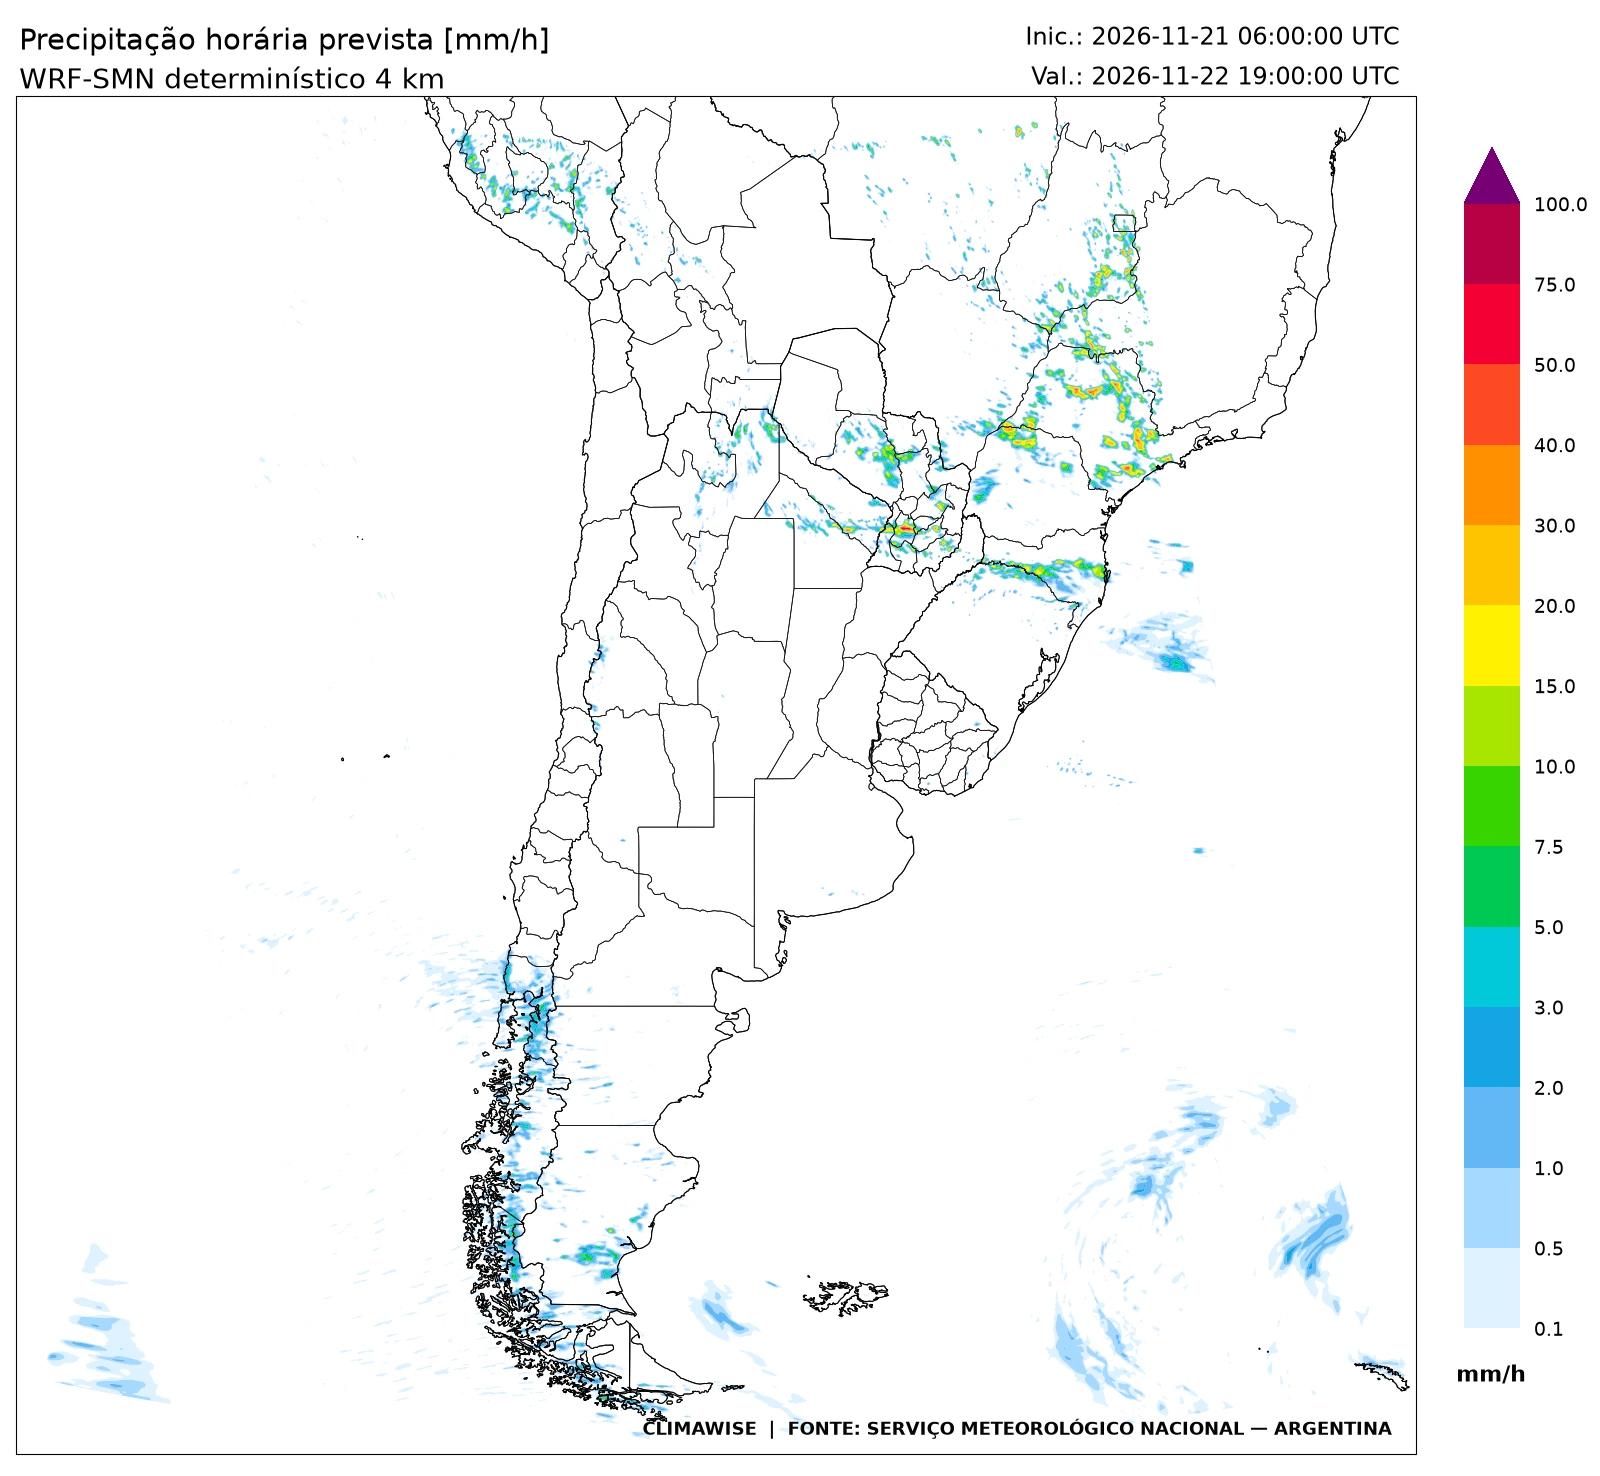 Precipitação horária prevista [mm/h]
WRF-SMN determinístico 4 km
Inic.: 2026-11-21 06:00:00 UTC
Val.: 2026-11-22 19:00:00 UTC
100.0
75.0
50.0
40.0
30.0
20.0
15.0
10.0
7.5
5.0
3.0
2.0
1.0
0.5
0.1
mm/h
CLIMAWISE | FONTE: SERVIÇO METEOROLÓGICO NACIONAL — ARGENTINA